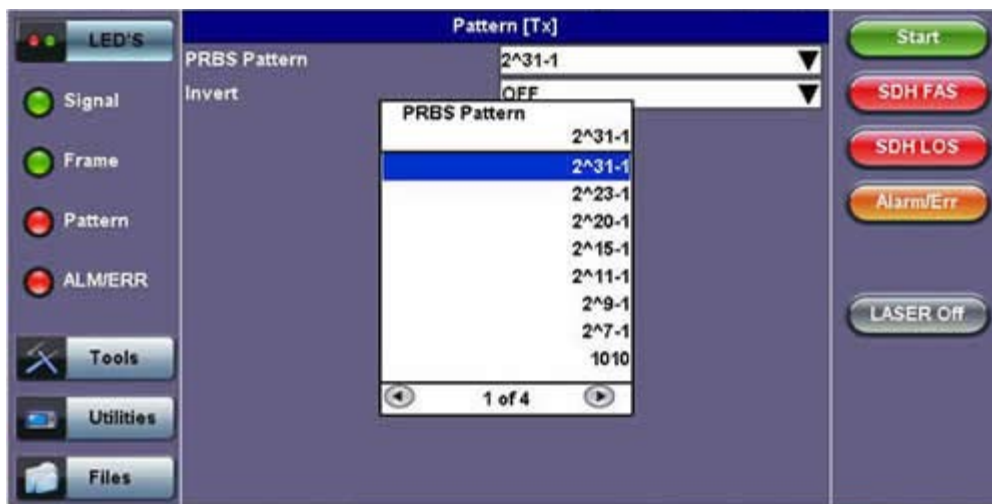 LED'S
Signal
Frame
Pattern
ALM/ERR
Tools
Utilities
Files
Pattern [Tx]
PRBS Pattern 2^31-1
Invert OFF
PRBS Pattern
2^31-1
2^31-1
2^23-1
2^20-1
2^15-1
2^11-1
2^9-1
2^7-1
1010
1 of 4
Start
SDH FAS
SDH LOS
Alarm/Err
LASER Off